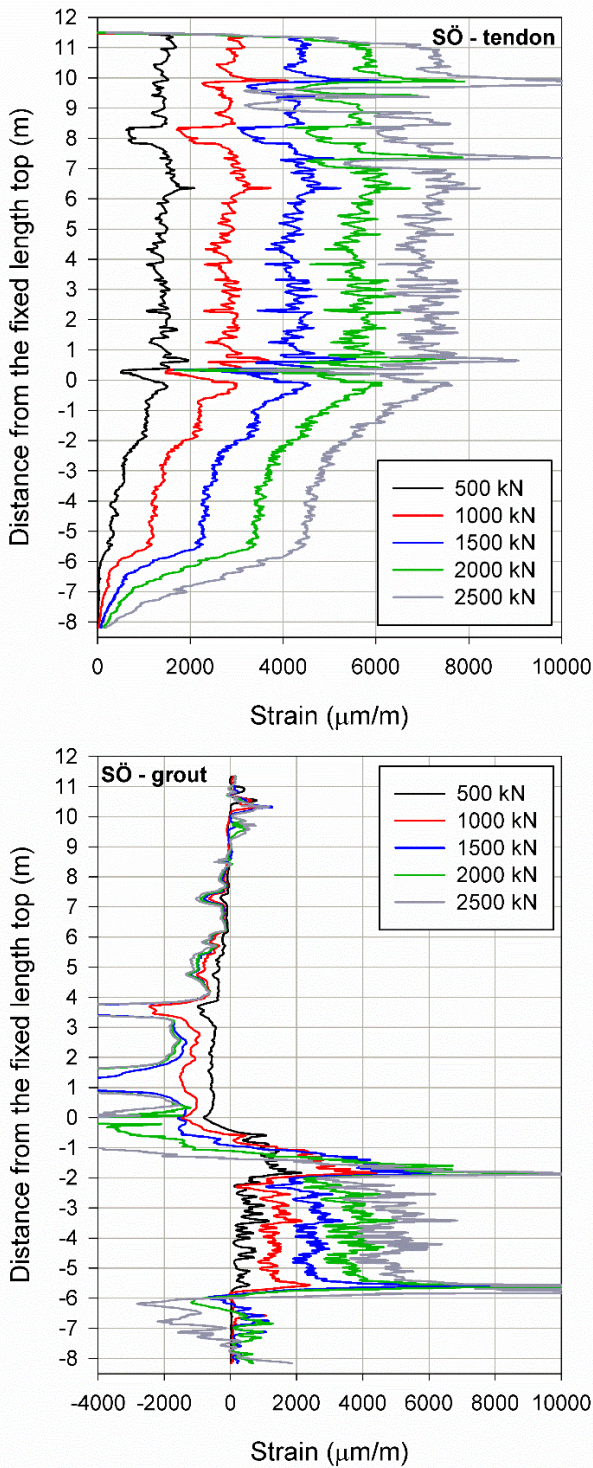 SÖ - tendon
Distance from the fixed length top (m)
12
11
10
9
8
7
6
5
4
3
2
1
0
-1
-2
-3
-4
-5
-6
-7
-8
500 kN
1000 kN
1500 kN
2000 kN
2500 kN
0 2000 4000 6000 8000 10000
Strain (μm/m)
SÖ - grout
Distance from the fixed length top (m)
12
11
10
9
8
7
6
5
4
3
2
1
0
-1
-2
-3
-4
-5
-6
-7
-8
500 kN
1000 kN
1500 kN
2000 kN
2500 kN
-4000 -2000 0 2000 4000 6000 8000 10000
Strain (μm/m)